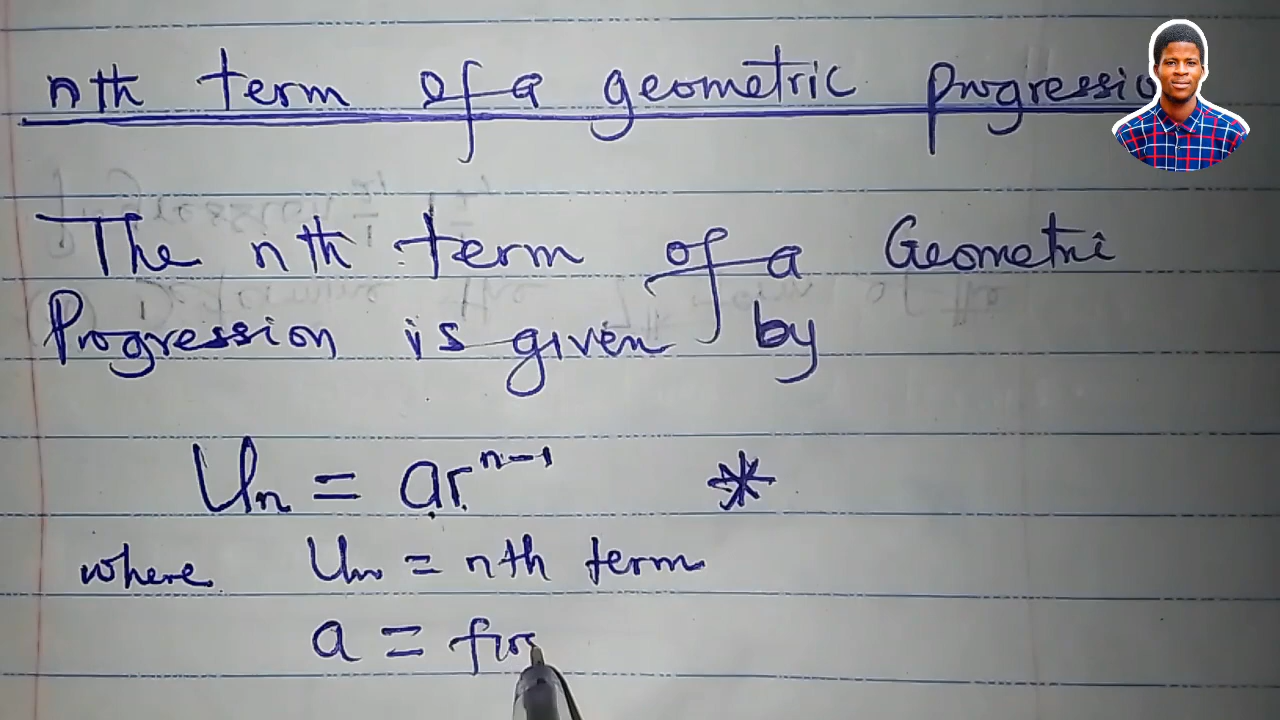 nth term of a geometric progressio
The nth term of a Geometri
Progression is given by
Un = ar^n-1 *
where Un = nth term
a = firs